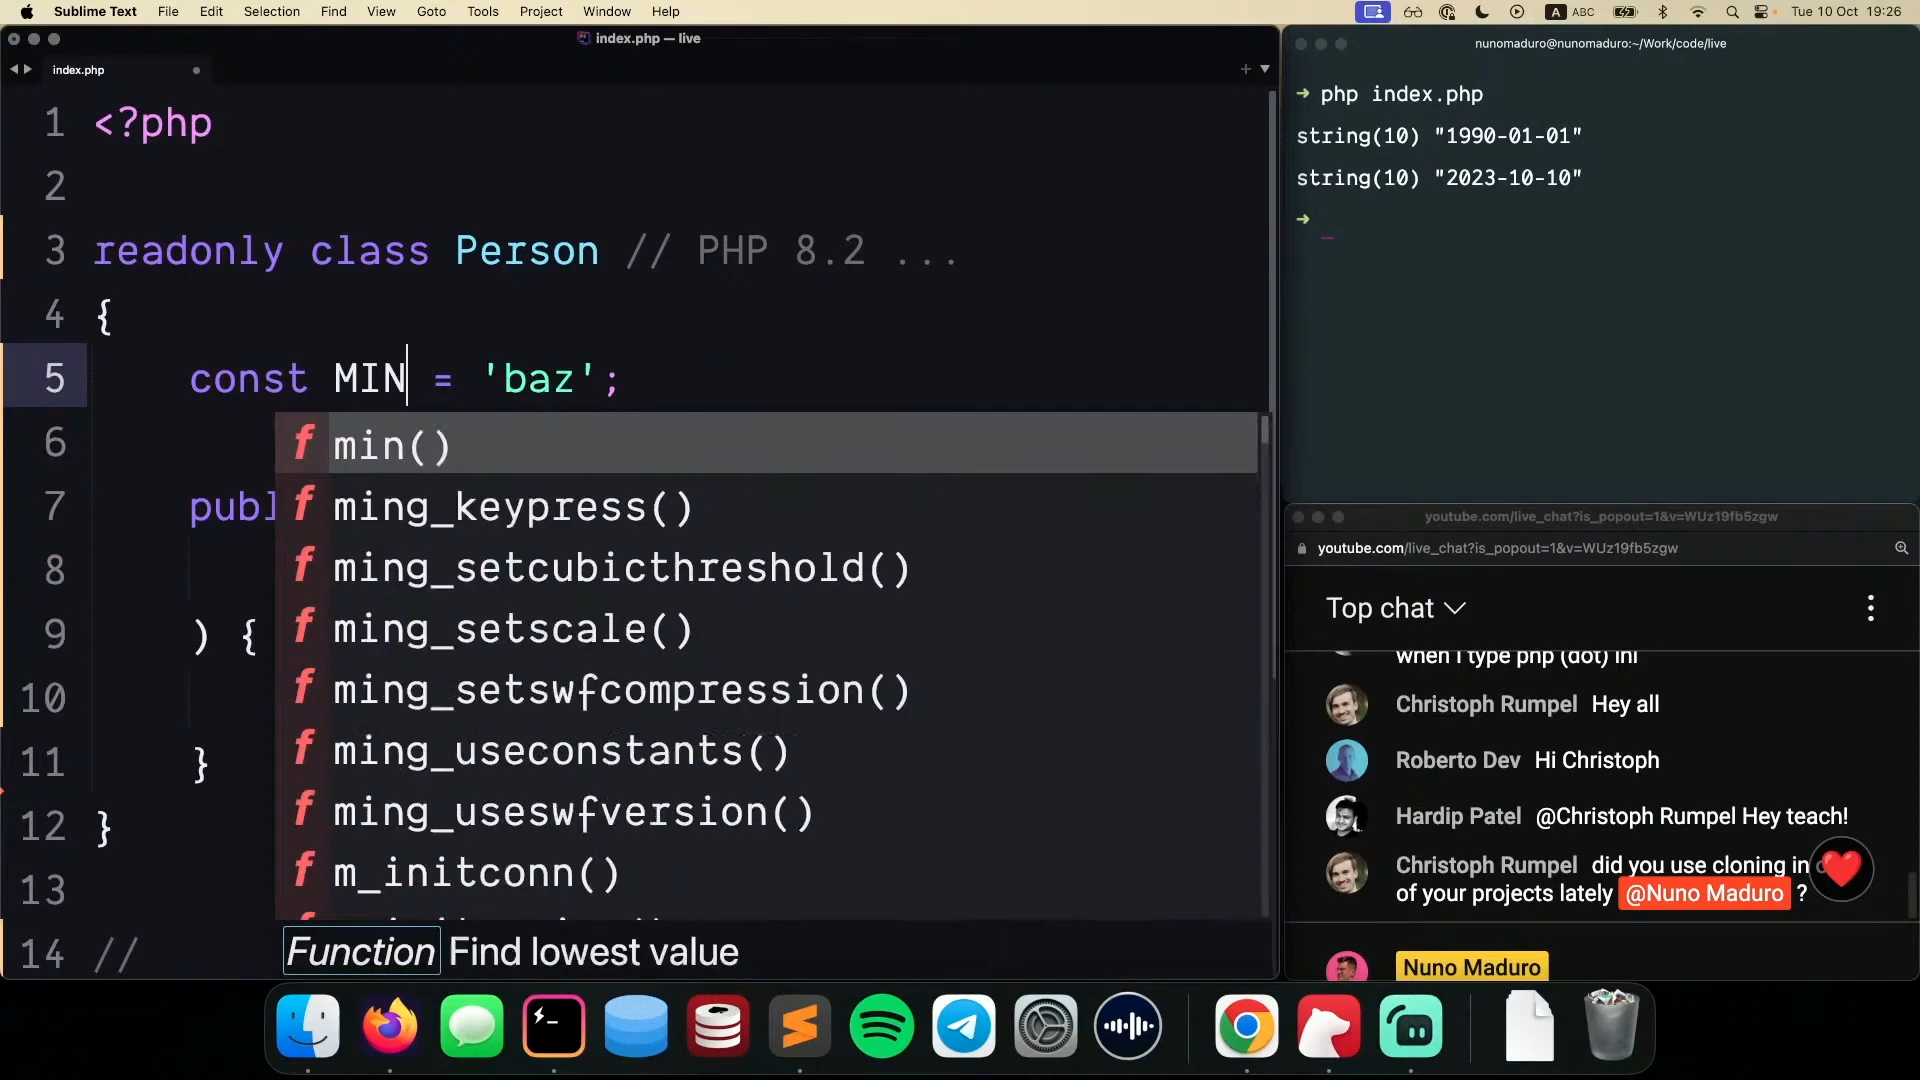 Sublime Text File Edit Selection Find View Goto Tools Project Window Help
A ABC Tue 10 Oct 19:26
index.php — live
index.php
1 <?php
2
3 readonly class Person // PHP 8.2 ...
4 {
5 const MIN = 'baz';
6 min()
7 publ ming_keypress()
8 ming_setcubicthreshold()
9 ) { ming_setscale()
10 ming_setswfcompression()
11 } ming_useconstants()
12 } ming_useswfversion()
13 m_initconn()
14 //
Function Find lowest value
nunomaduro@nunomaduro:~/Work/code/live
➜ php index.php
string(10) "1990-01-01"
string(10) "2023-10-10"
➜
youtube.com/live_chat?is_popout=1&v=WUz19fb5zgw
youtube.com/live_chat?is_popout=1&v=WUz19fb5zgw
Top chat
when I type php (dot) ini
Christoph Rumpel Hey all
Roberto Dev Hi Christoph
Hardip Patel @Christoph Rumpel Hey teach!
Christoph Rumpel did you use cloning in
of your projects lately @Nuno Maduro ?
Nuno Maduro